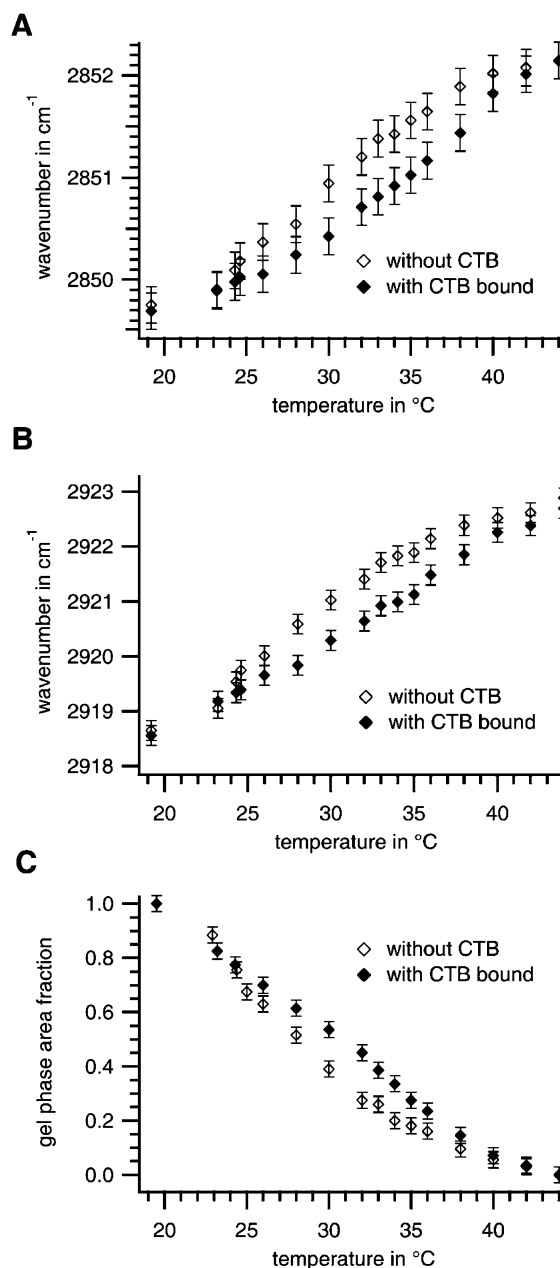 A
2852
2851
2850
wavenumber in cm⁻¹
without CTB
with CTB bound
20 25 30 35 40
temperature in °C
B
2923
2922
2921
2920
2919
2918
wavenumber in cm⁻¹
without CTB
with CTB bound
20 25 30 35 40
temperature in °C
C
1.0
0.8
0.6
0.4
0.2
0.0
gel phase area fraction
without CTB
with CTB bound
20 25 30 35 40
temperature in °C